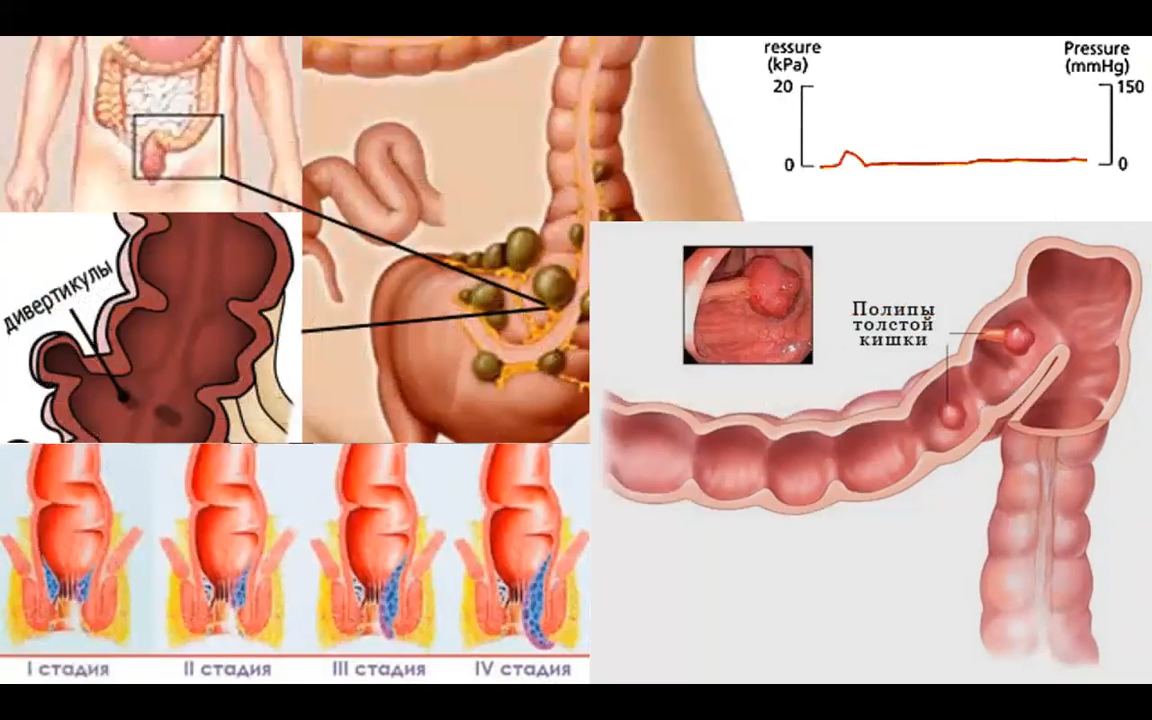 ressure
(kPa)
20
0
Pressure
(mmHg)
150
0
дивертикулы
Полипы
толстой
кишки
I стадия
II стадия
III стадия
IV стадия